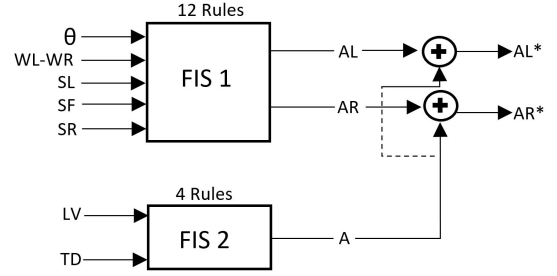 12 Rules
θ
WL-WR
SL
SF
SR
FIS 1
AL
AR
+
+
AL*
AR*
4 Rules
LV
TD
FIS 2
A